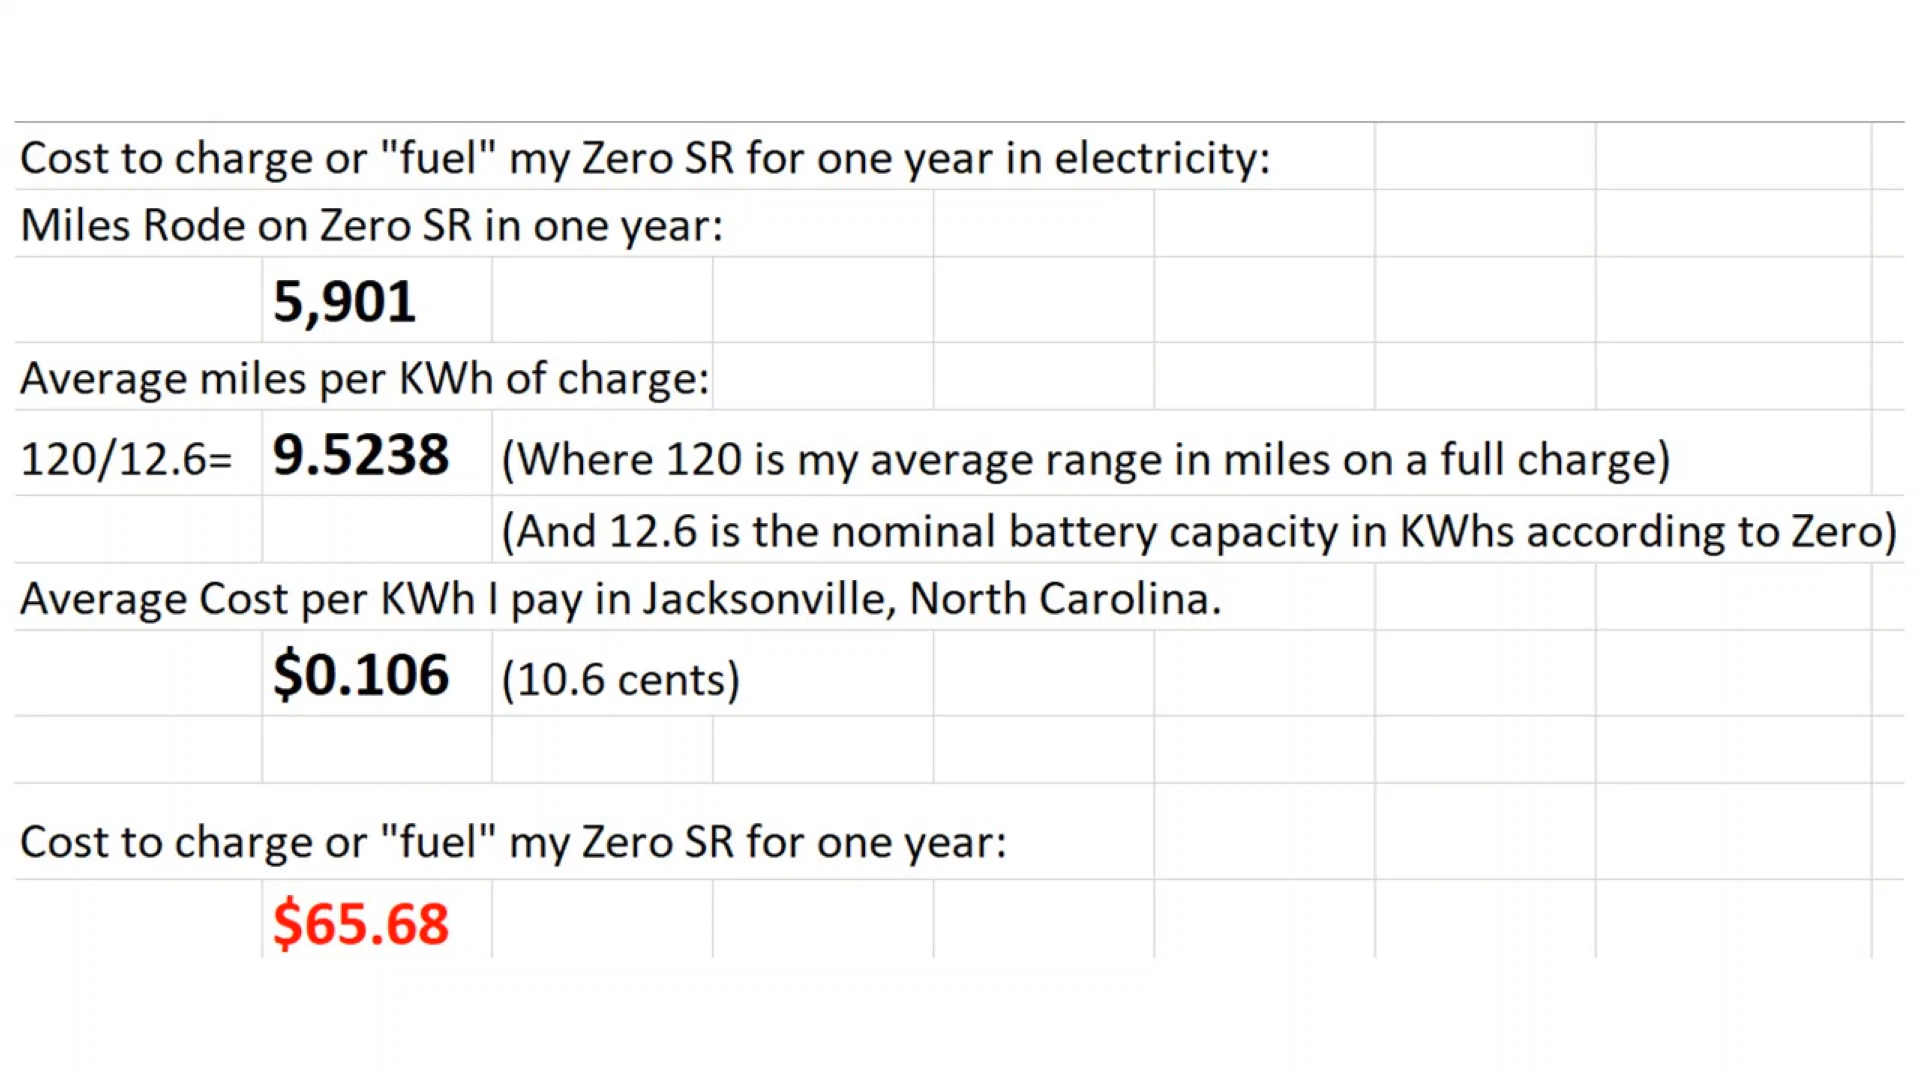 Cost to charge or "fuel" my Zero SR for one year in electricity:
Miles Rode on Zero SR in one year:
5,901
Average miles per KWh of charge:
120/12.6= 9.5238 (Where 120 is my average range in miles on a full charge)
(And 12.6 is the nominal battery capacity in KWhs according to Zero)
Average Cost per KWh I pay in Jacksonville, North Carolina.
$0.106 (10.6 cents)
Cost to charge or "fuel" my Zero SR for one year:
$65.68